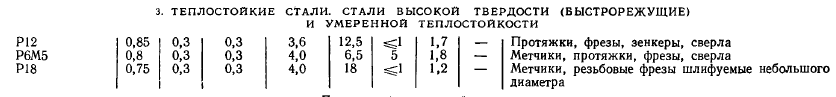 3. ТЕПЛОСТОЙКИЕ СТАЛИ. СТАЛИ ВЫСОКОЙ ТВЕРДОСТИ (БЫСТРОРЕЖУЩИЕ)
И УМЕРЕННОЙ ТЕПЛОСТОЙКОСТИ
Р12 0,85 0,3 0,3 3,6 12,5 ≤1 1,7 — Протяжки, фрезы, зенкеры, сверла
Р6М5 0,8 0,3 0,3 4,0 6,5 5 1,8 — Метчики, протяжки, фрезы, сверла
Р18 0,75 0,3 0,3 4,0 18 ≤1 1,2 — Метчики, резьбовые фрезы шлифуемые небольшого
диаметра